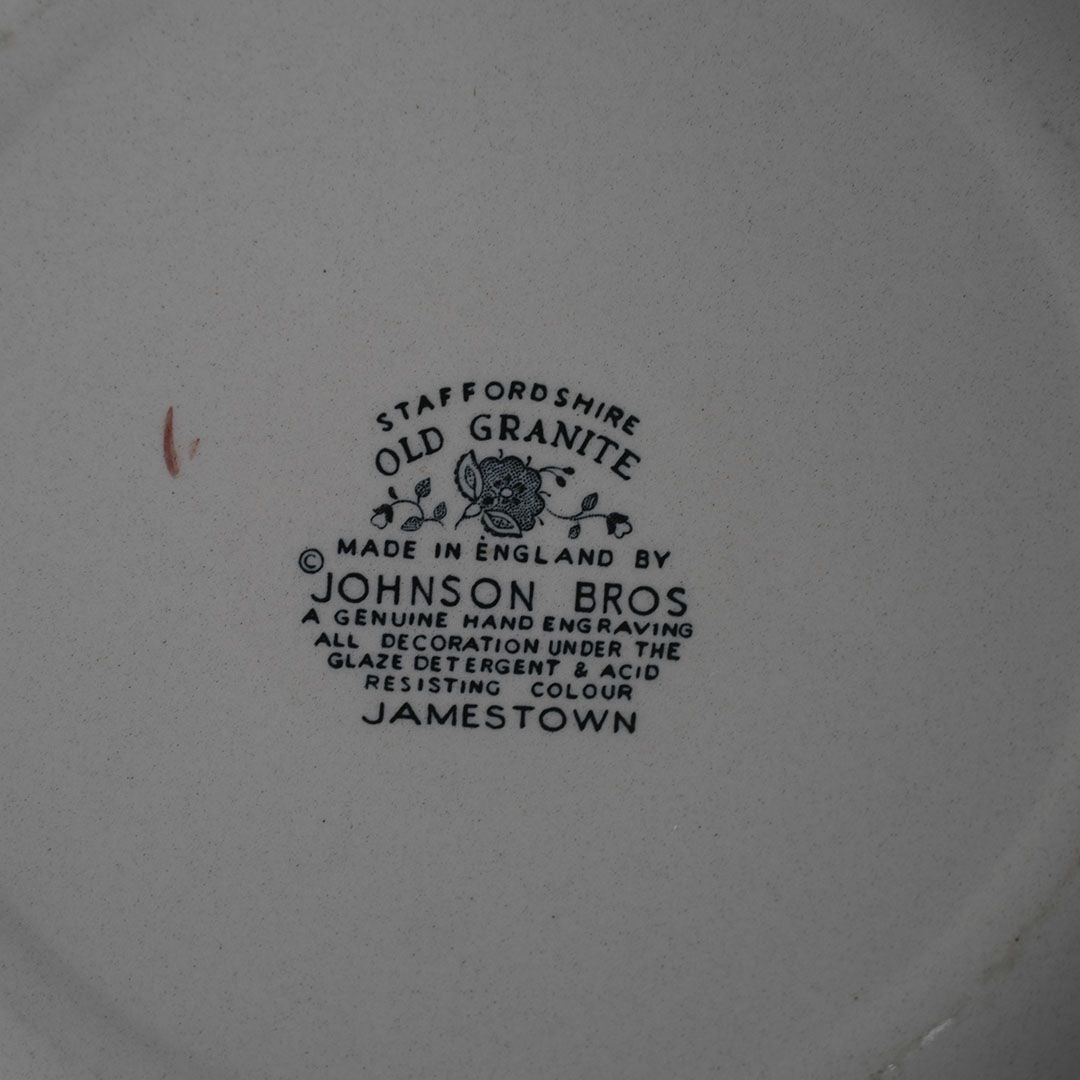 STAFFORDSHIRE
OLD GRANITE
© MADE IN ENGLAND BY
JOHNSON BROS
A GENUINE HAND ENGRAVING
ALL DECORATION UNDER THE
GLAZE DETERGENT & ACID
RESISTING COLOUR
JAMESTOWN